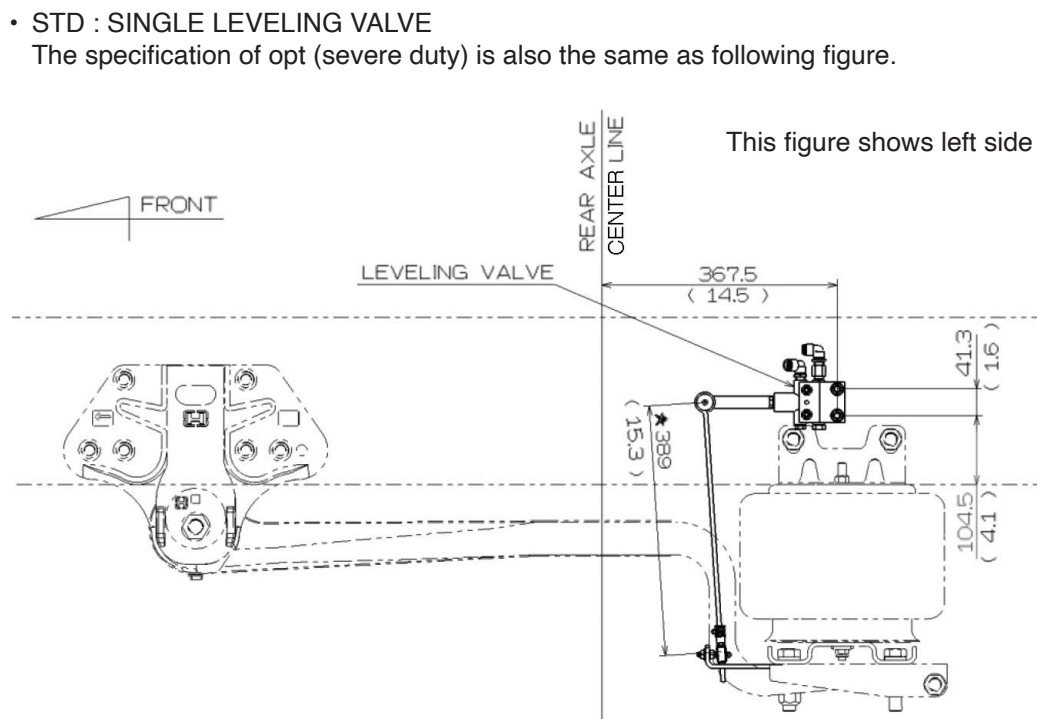 • STD : SINGLE LEVELING VALVE
The specification of opt (severe duty) is also the same as following figure.
This figure shows left side
REAR AXLE
CENTER LINE
FRONT
LEVELING VALVE
367.5
( 14.5 )
41.3
( 1.6 )
★389
( 15.3 )
104.5
( 4.1 )